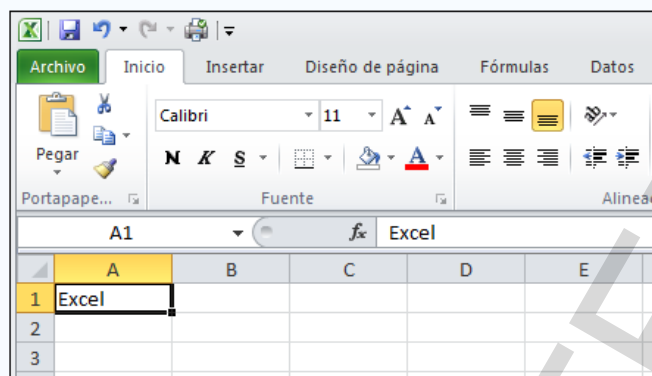 Archivo Inicio Insertar Diseño de página Fórmulas Datos
Calibri 11 A A
Pegar N K S A
Portapape... Fuente
A1 fx Excel
A B C D E
1 Excel
2
3